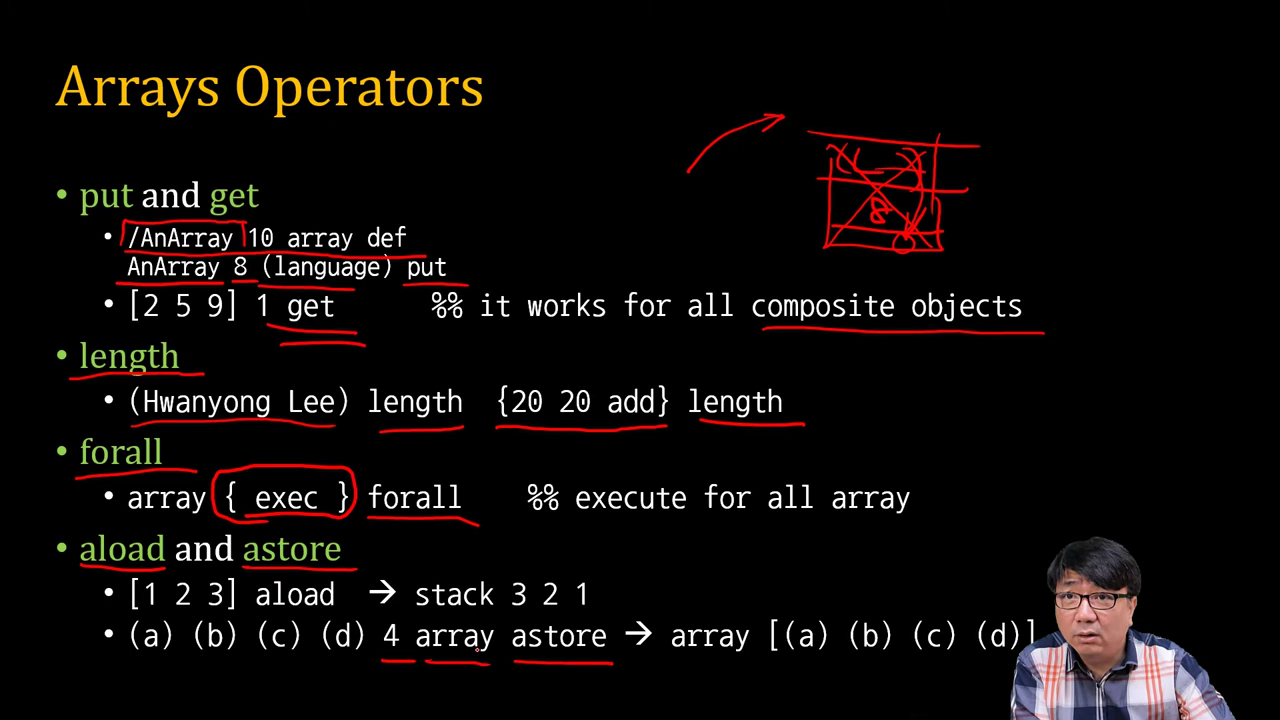 Arrays Operators
• put and get
• /AnArray 10 array def
AnArray 8 (language) put
• [2 5 9] 1 get %% it works for all composite objects
• length
• (Hwanyong Lee) length {20 20 add} length
• forall
• array { exec } forall %% execute for all array
• aload and astore
• [1 2 3] aload → stack 3 2 1
• (a) (b) (c) (d) 4 array astore → array [(a) (b) (c) (d)]
8